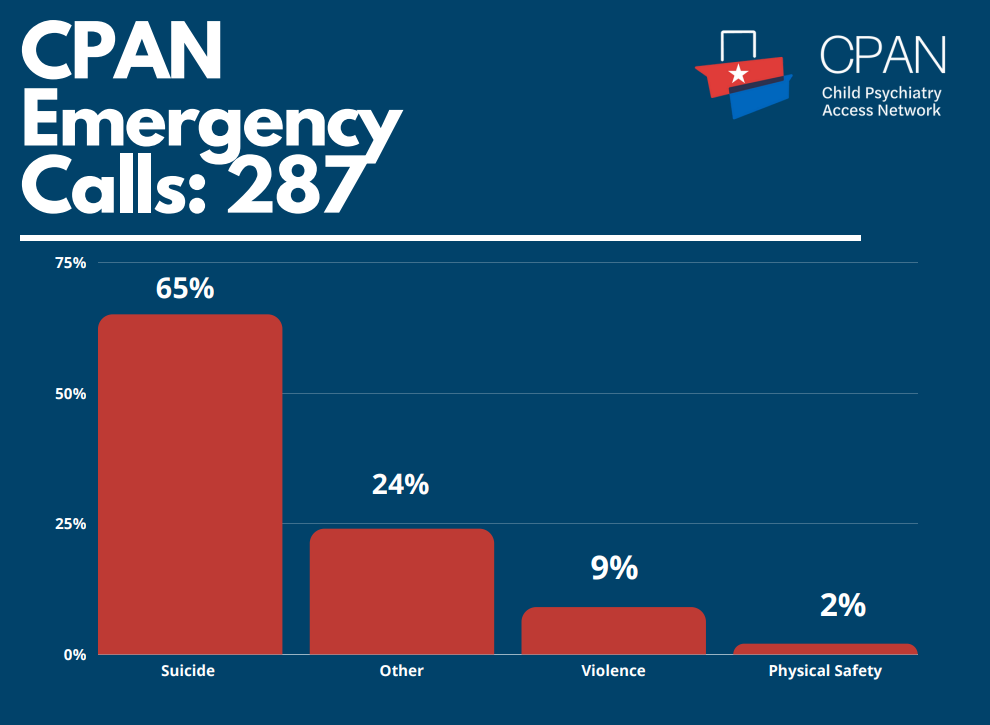 CPAN
Emergency
Calls: 287
CPAN
Child Psychiatry
Access Network
75%
65%
50%
24%
25%
9%
2%
0%
Suicide
Other
Violence
Physical Safety